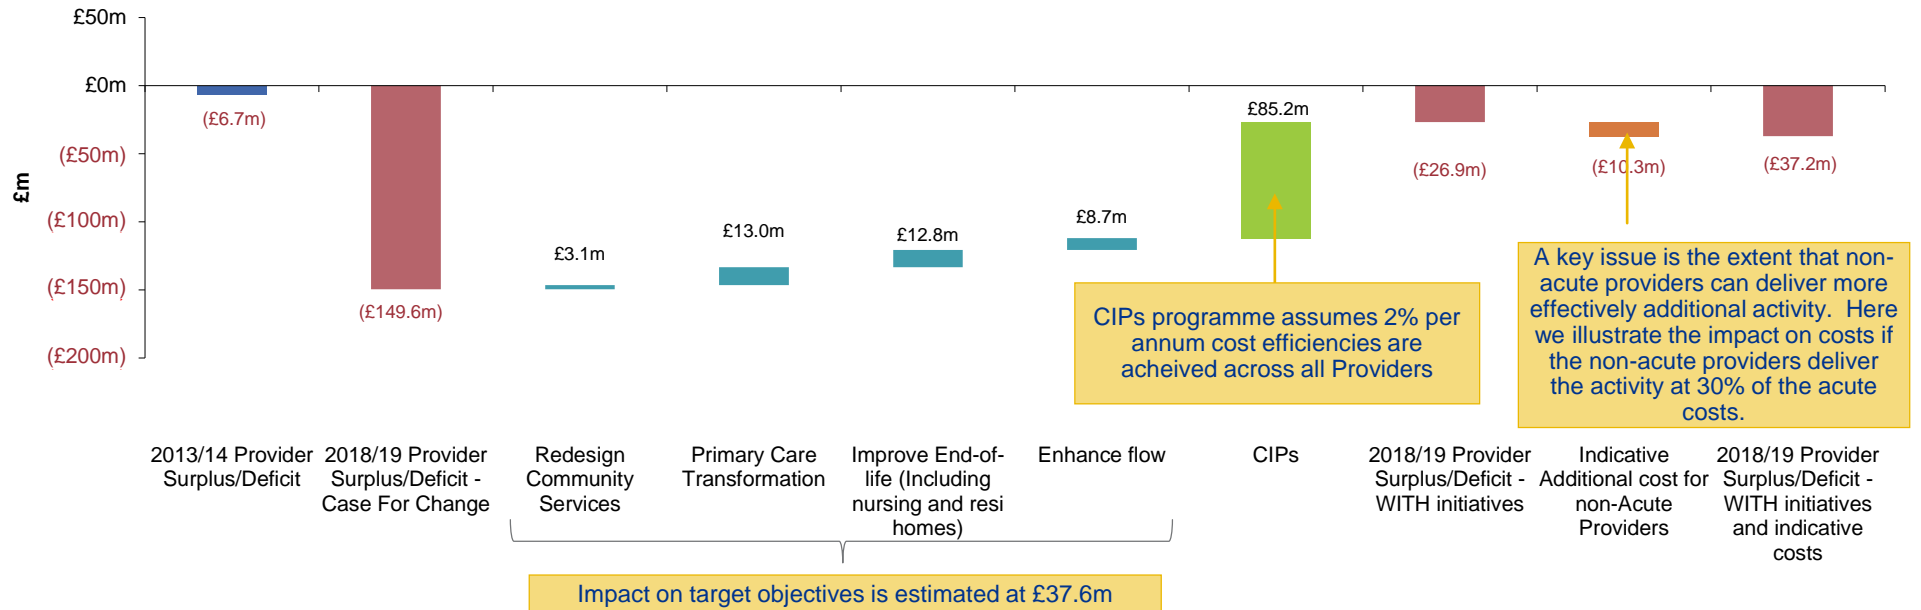 £50m
£0m
(£50m)
(£100m)
(£150m)
(£200m)
£m
(£6.7m)
(£149.6m)
£3.1m
£13.0m
£12.8m
£8.7m
£85.2m
(£26.9m)
(£10.3m)
(£37.2m)
CIPs programme assumes 2% per
annum cost efficiencies are
acheived across all Providers
A key issue is the extent that non-
acute providers can deliver more
effectively additional activity.  Here
we illustrate the impact on costs if
the non-acute providers deliver
the activity at 30% of the acute
costs.
2013/14 Provider
Surplus/Deficit
2018/19 Provider
Surplus/Deficit -
Case For Change
Redesign
Community
Services
Primary Care
Transformation
Improve End-of-
life (Including
nursing and resi
homes)
Enhance flow
CIPs
2018/19 Provider
Surplus/Deficit -
WITH initiatives
Indicative
Additional cost for
non-Acute
Providers
2018/19 Provider
Surplus/Deficit -
WITH initiatives
and indicative
costs
Impact on target objectives is estimated at £37.6m